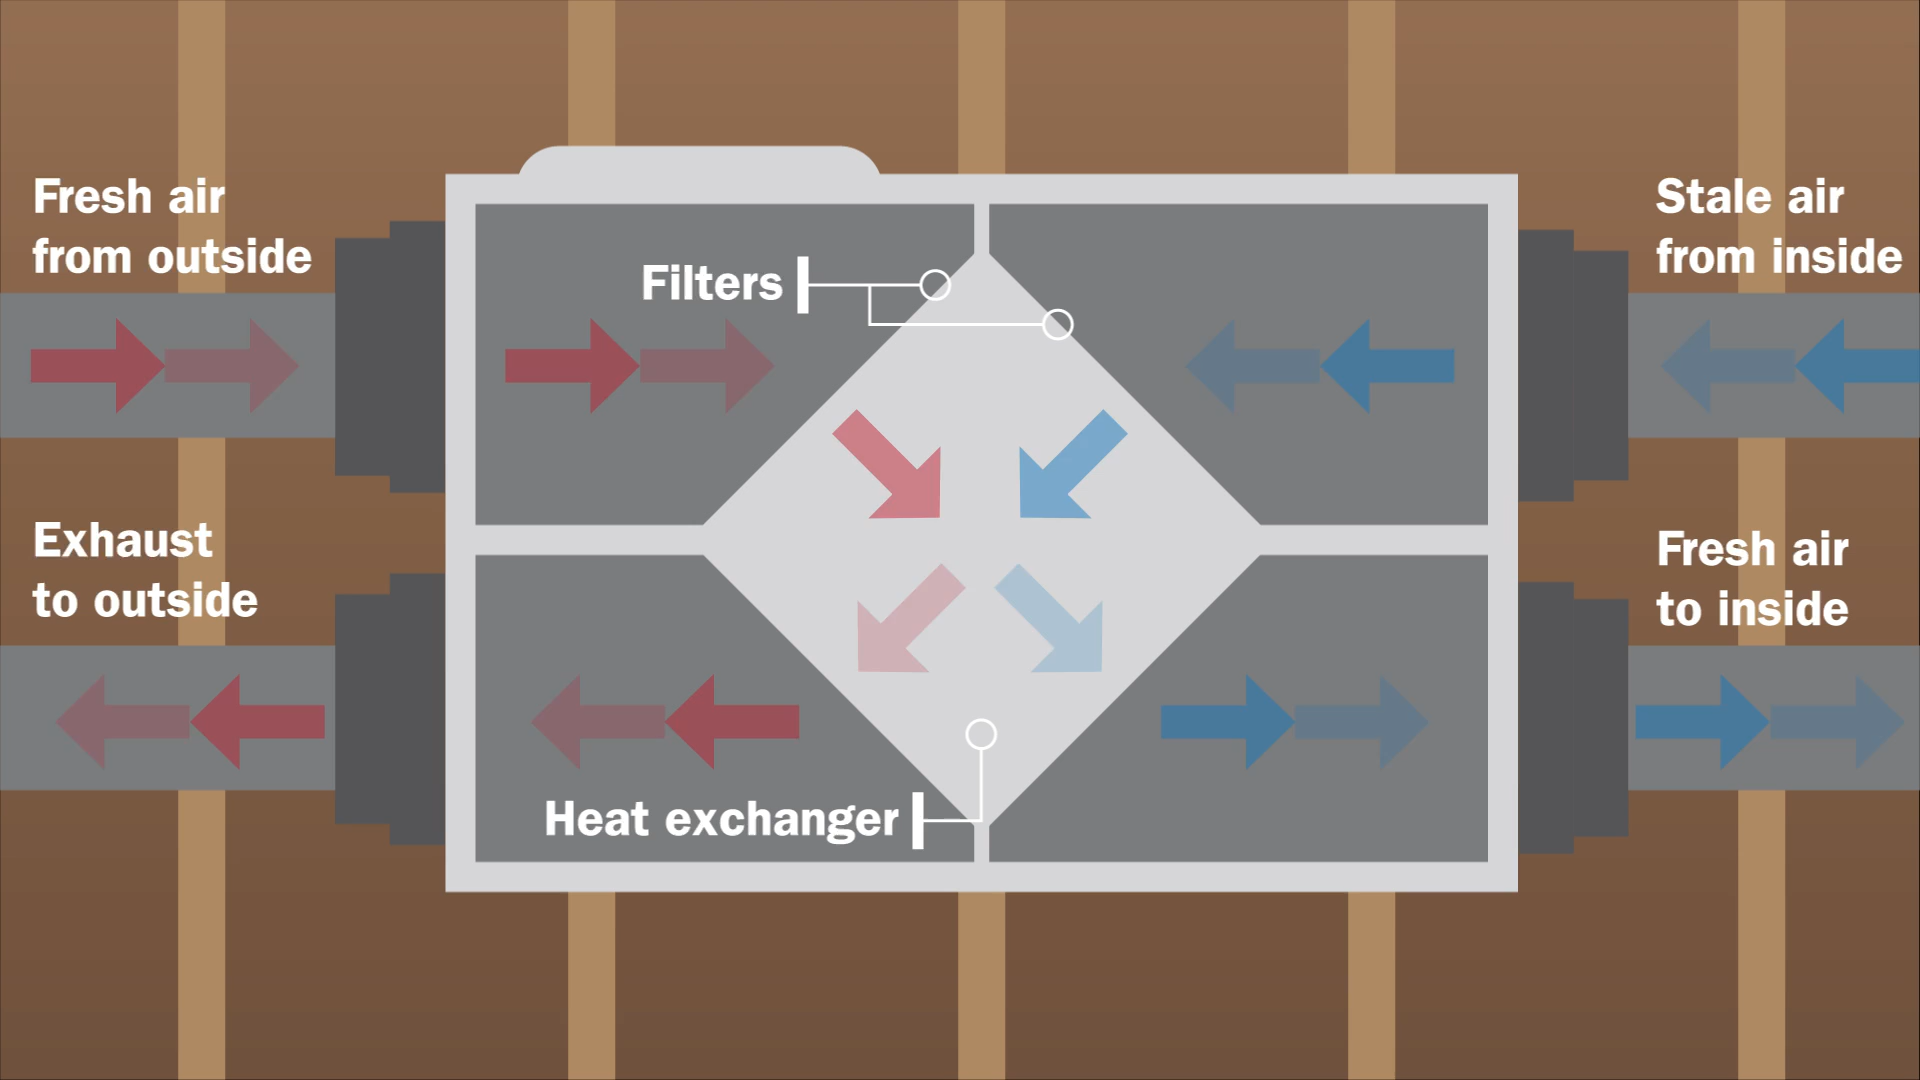 Fresh air
from outside
Stale air
from inside
Filters
Exhaust
to outside
Fresh air
to inside
Heat exchanger